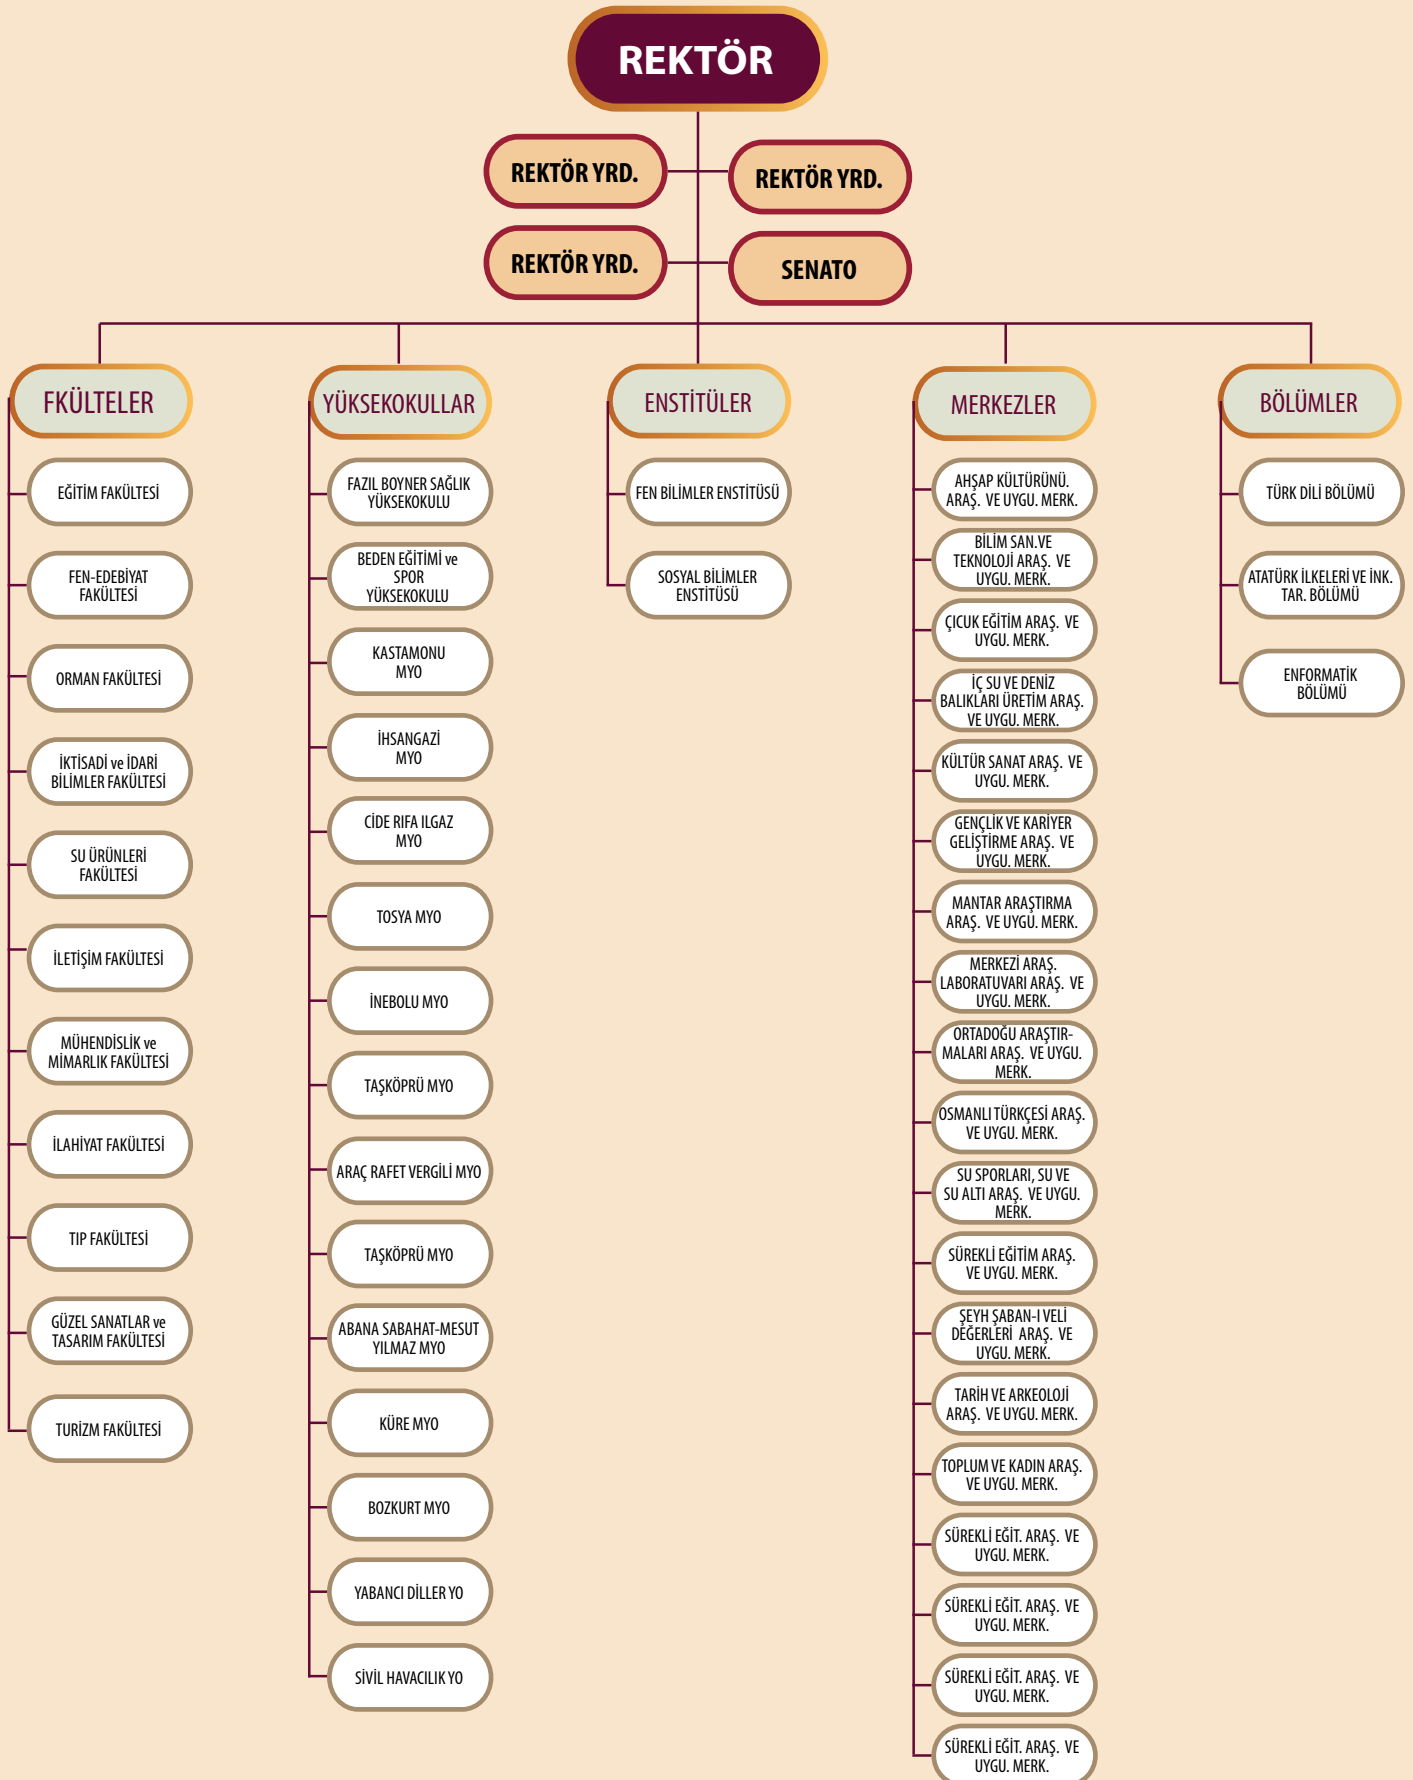 REKTÖR
REKTÖR YRD.
REKTÖR YRD.
REKTÖR YRD.
SENATO
FKÜLTELER
EĞİTİM FAKÜLTESİ
FEN-EDEBİYAT
FAKÜLTESİ
ORMAN FAKÜLTESİ
İKTİSADİ ve İDARİ
BİLİMLER FAKÜLTESİ
SU ÜRÜNLERİ
FAKÜLTESİ
İLETİŞİM FAKÜLTESİ
MÜHENDİSLİK ve
MİMARLIK FAKÜLTESİ
İLAHİYAT FAKÜLTESİ
TIP FAKÜLTESİ
GÜZEL SANATLAR ve
TASARIM FAKÜLTESİ
TURİZM FAKÜLTESİ
YÜKSEKOKULLAR
FAZIL BOYNER SAĞLIK
YÜKSEKOKULU
BEDEN EĞİTİMİ ve
SPOR
YÜKSEKOKULU
KASTAMONU
MYO
İHSANGAZİ
MYO
CİDE RIFA ILGAZ
MYO
TOSYA MYO
İNEBOLU MYO
TAŞKÖPRÜ MYO
ARAÇ RAFET VERGİLİ MYO
TAŞKÖPRÜ MYO
ABANA SABAHAT-MESUT
YILMAZ MYO
KÜRE MYO
BOZKURT MYO
YABANCI DİLLER YO
SİVİL HAVACILIK YO
ENSTİTÜLER
FEN BİLİMLER ENSTİTÜSÜ
SOSYAL BİLİMLER
ENSTİTÜSÜ
MERKEZLER
AHŞAP KÜLTÜRÜNÜ.
ARAŞ. VE UYGU. MERK.
BİLİM SAN.VE
TEKNOLOJİ ARAŞ. VE
UYGU. MERK.
ÇICUK EĞİTİM ARAŞ. VE
UYGU. MERK.
İÇ SU VE DENİZ
BALIKLARI ÜRETİM ARAŞ.
VE UYGU. MERK.
KÜLTÜR SANAT ARAŞ. VE
UYGU. MERK.
GENÇLİK VE KARİYER
GELİŞTİRME ARAŞ. VE
UYGU. MERK.
MANTAR ARAŞTIRMA
ARAŞ. VE UYGU. MERK.
MERKEZİ ARAŞ.
LABORATUVARI ARAŞ. VE
UYGU. MERK.
ORTADOĞU ARAŞTIR-
MALARI ARAŞ. VE UYGU.
MERK.
OSMANLI TÜRKÇESİ ARAŞ.
VE UYGU. MERK.
SU SPORLARI, SU VE
SU ALTI ARAŞ. VE UYGU.
MERK.
SÜREKLİ EĞİTİM ARAŞ.
VE UYGU. MERK.
ŞEYH ŞABAN-I VELİ
DEĞERLERİ ARAŞ. VE
UYGU. MERK.
TARİH VE ARKEOLOJİ
ARAŞ. VE UYGU. MERK.
TOPLUM VE KADIN ARAŞ.
VE UYGU. MERK.
SÜREKLİ EĞİT. ARAŞ. VE
UYGU. MERK.
SÜREKLİ EĞİT. ARAŞ. VE
UYGU. MERK.
SÜREKLİ EĞİT. ARAŞ. VE
UYGU. MERK.
SÜREKLİ EĞİT. ARAŞ. VE
UYGU. MERK.
BÖLÜMLER
TÜRK DİLİ BÖLÜMÜ
ATATÜRK İLKELERİ VE İNK.
TAR. BÖLÜMÜ
ENFORMATİK
BÖLÜMÜ